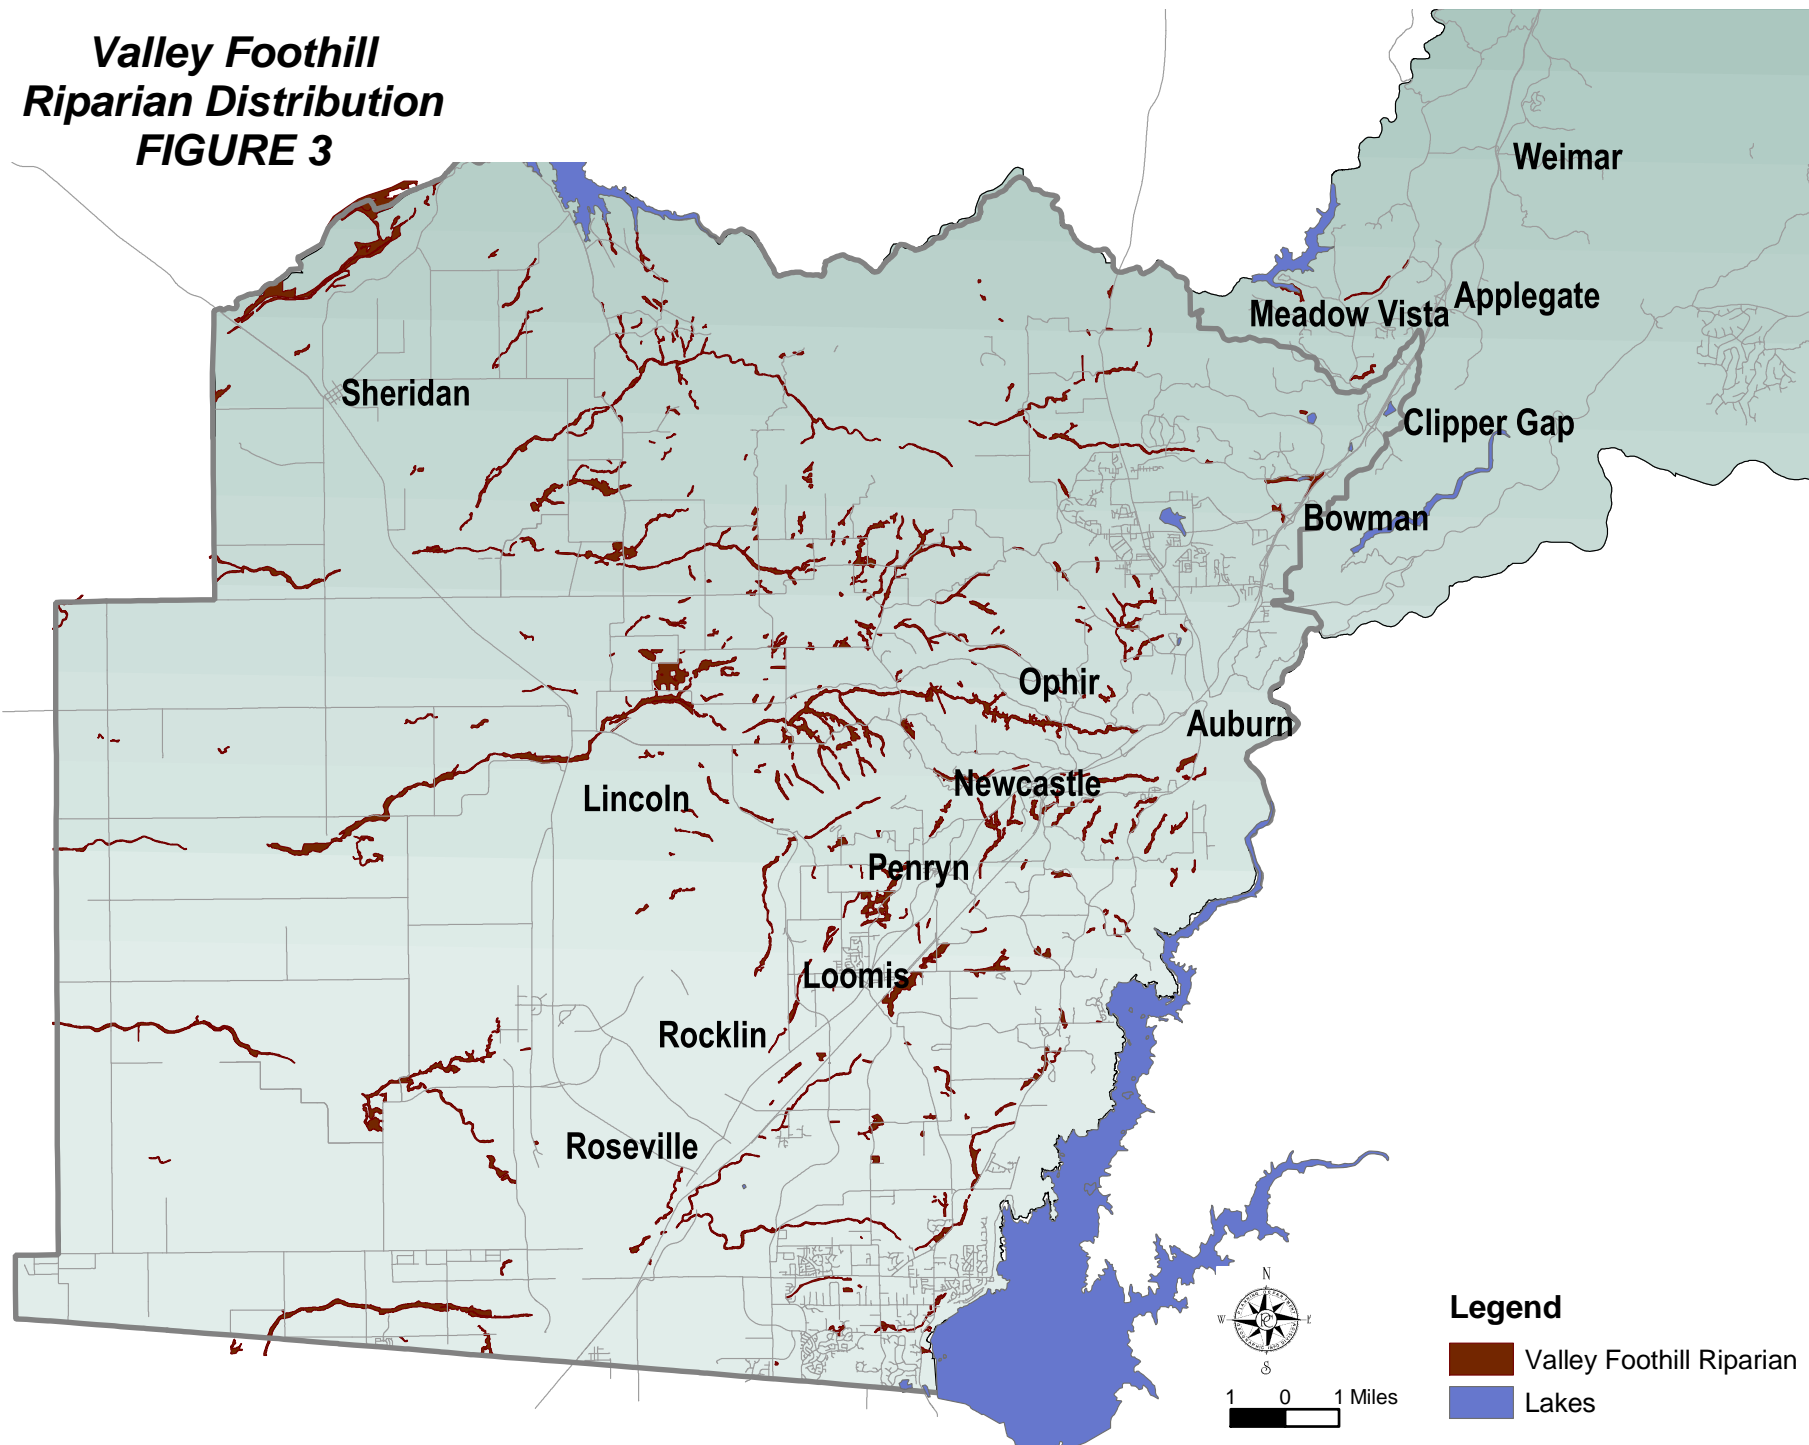 Valley Foothill
Riparian Distribution
FIGURE 3
Weimar
Applegate
Meadow Vista
Sheridan
Clipper Gap
Bowman
Ophir
Auburn
Newcastle
Lincoln
Penryn
Loomis
Rocklin
Roseville
N
W
E
S
Legend
Valley Foothill Riparian
Lakes
1 0 1 Miles